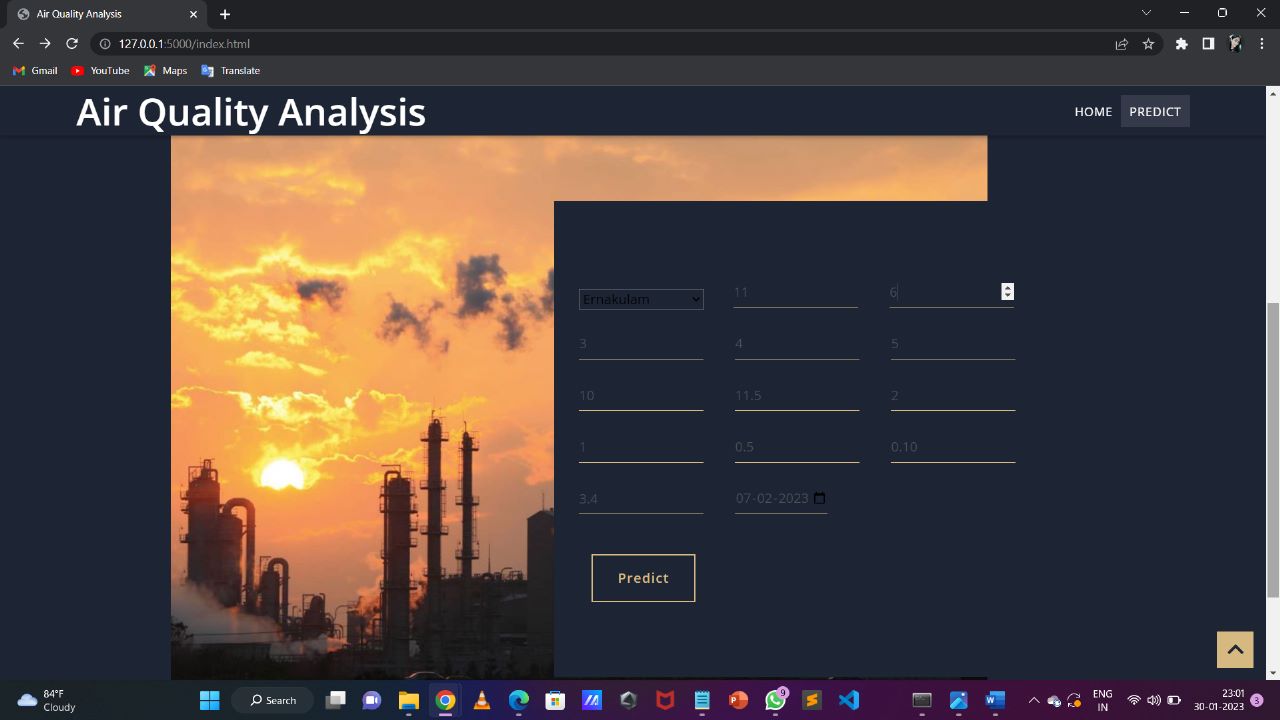 Air Quality Analysis
127.0.0.1:5000/index.html
Gmail YouTube Maps Translate
Air Quality Analysis HOME PREDICT
Ernakulam 11 6
3 4 5
10 11.5 2
1 0.5 0.10
3.4 07-02-2023
Predict
84°F
Cloudy
Search
9
ENG
IN
23:01
30-01-2023
3